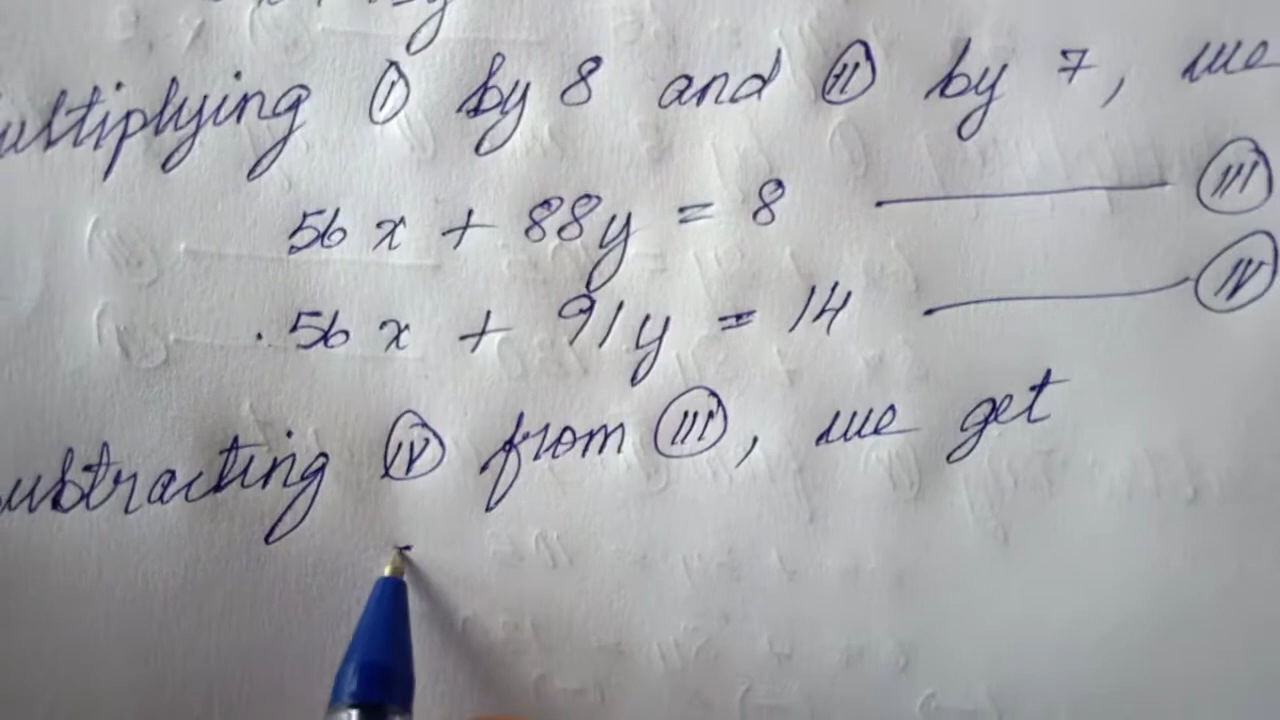 ultiplying (I) by 8 and (II) by 7, we
56x + 88y = 8 — (III)
56x + 91y = 14 — (IV)
ubtracting (IV) from (III), we get